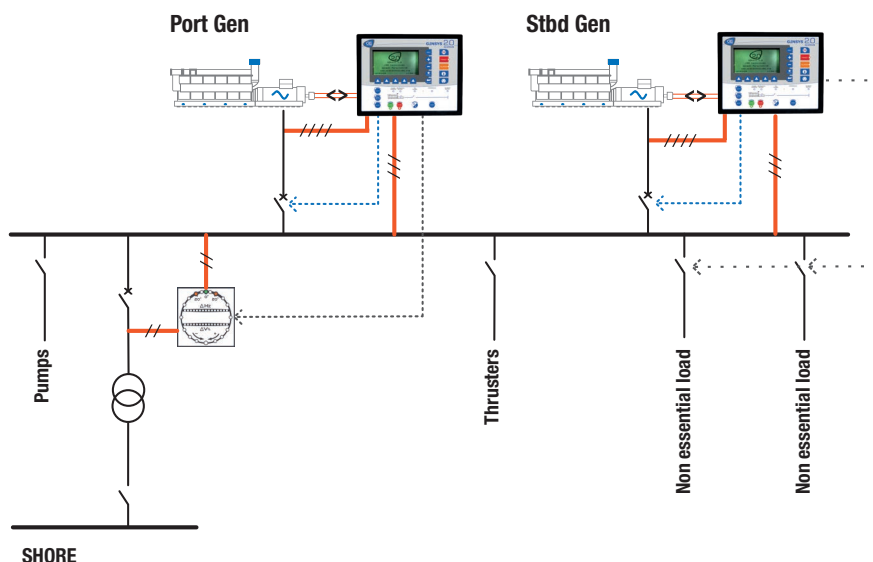 Port Gen
Stbd Gen
Pumps
Thrusters
Non essential load
Non essential load
SHORE